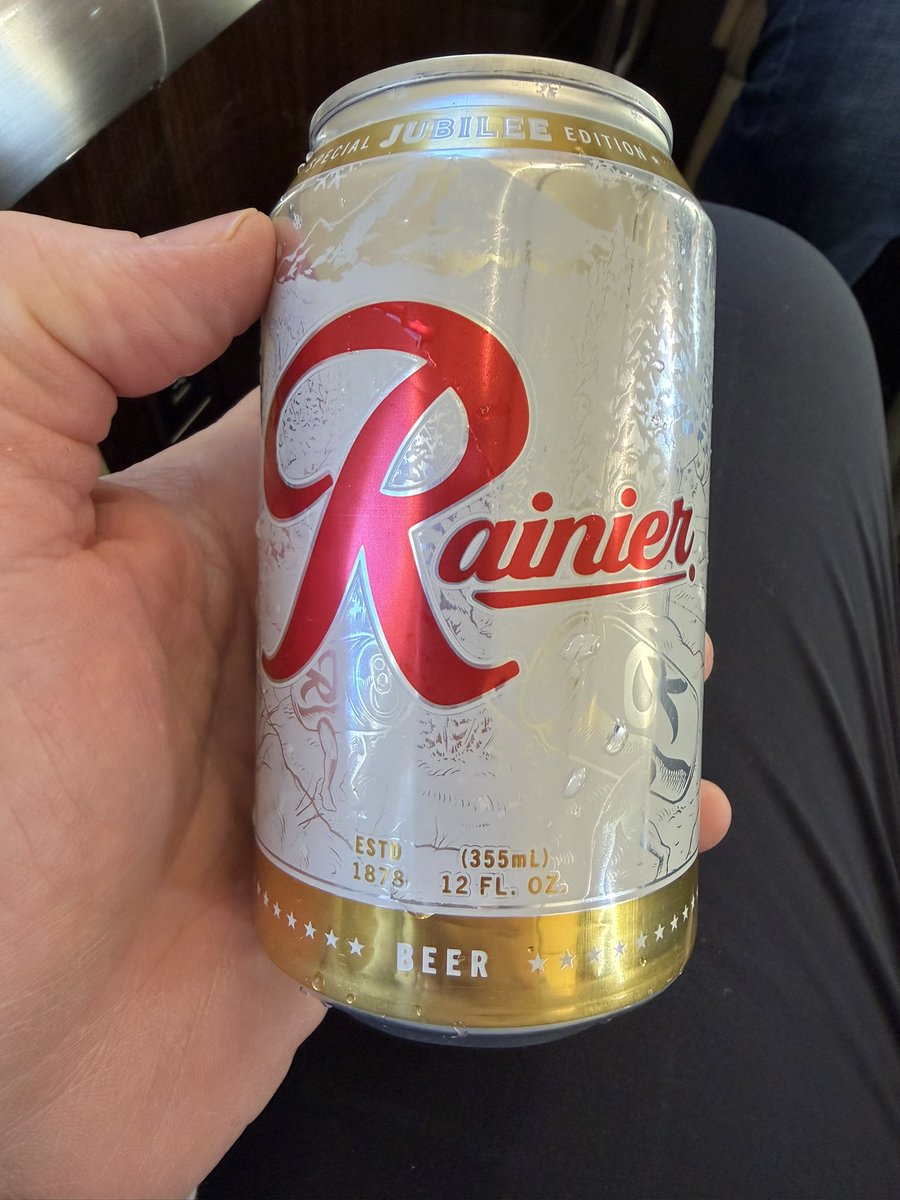 SPECIAL JUBILEE EDITION
Rainier
R
ESTD
1878
(355mL)
12 FL. OZ.
BEER